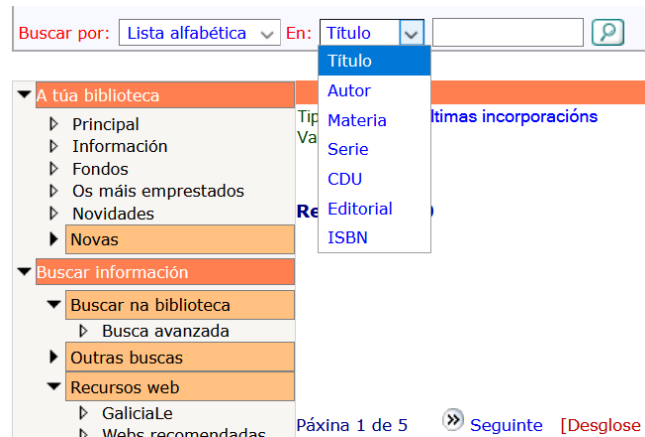 Buscar por: Lista alfabética En: Título
Título
Autor
Materia
Serie
CDU
Editorial
ISBN
A túa biblioteca
Principal
Información
Fondos
Os máis emprestados
Novidades
Novas
Buscar información
Buscar na biblioteca
Busca avanzada
Outras buscas
Recursos web
GaliciaLe
Webs recomendadas
Tip ltimas incorporacións
Va
Re )
Páxina 1 de 5 Seguinte [Desglose